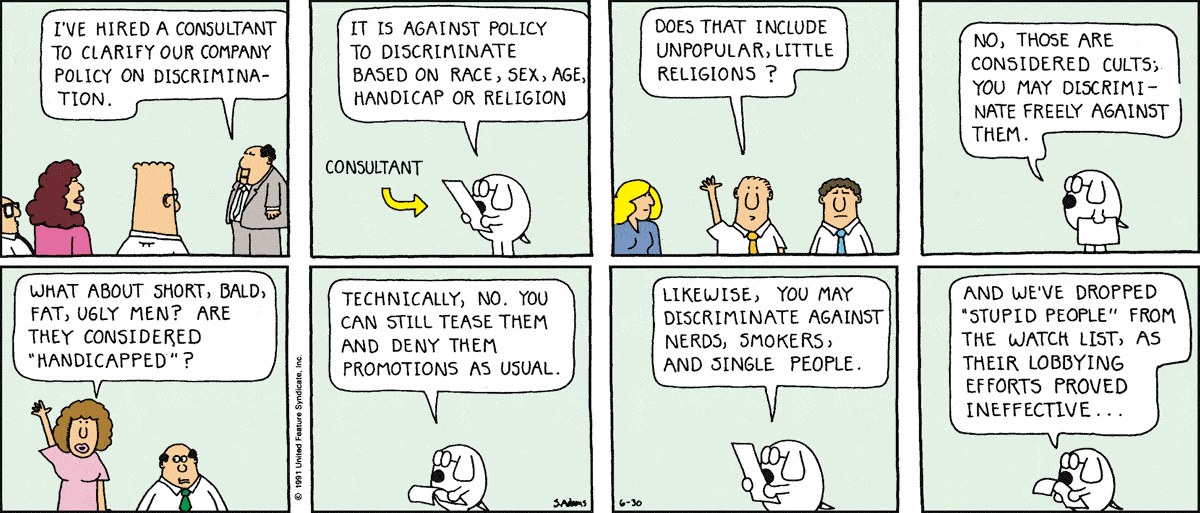 I'VE HIRED A CONSULTANT
TO CLARIFY OUR COMPANY
POLICY ON DISCRIMINA-
TION.
IT IS AGAINST POLICY
TO DISCRIMINATE
BASED ON RACE, SEX, AGE,
HANDICAP OR RELIGION
CONSULTANT
DOES THAT INCLUDE
UNPOPULAR, LITTLE
RELIGIONS?
NO, THOSE ARE
CONSIDERED CULTS;
YOU MAY DISCRIMI-
NATE FREELY AGAINST
THEM.
WHAT ABOUT SHORT, BALD,
FAT, UGLY MEN? ARE
THEY CONSIDERED
"HANDICAPPED"?
© 1991 United Feature Syndicate, Inc.
TECHNICALLY, NO. YOU
CAN STILL TEASE THEM
AND DENY THEM
PROMOTIONS AS USUAL.
S.Adams
LIKEWISE, YOU MAY
DISCRIMINATE AGAINST
NERDS, SMOKERS,
AND SINGLE PEOPLE.
6-30
AND WE'VE DROPPED
"STUPID PEOPLE" FROM
THE WATCH LIST, AS
THEIR LOBBYING
EFFORTS PROVED
INEFFECTIVE...